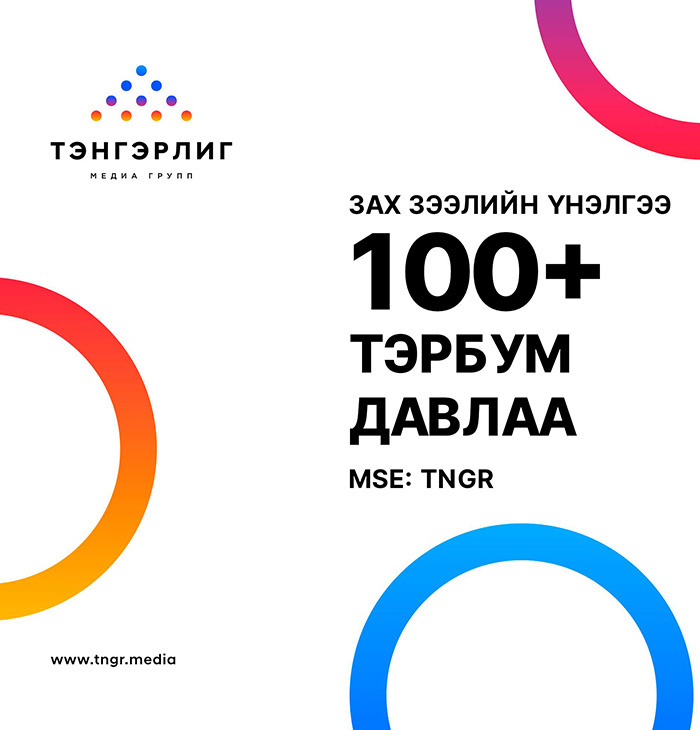 ТЭНГЭРЛИГ
МЕДИА ГРУПП
ЗАХ ЗЭЭЛИЙН ҮНЭЛГЭЭ
100+
ТЭРБУМ
ДАВЛАА
MSE: TNGR
www.tngr.media